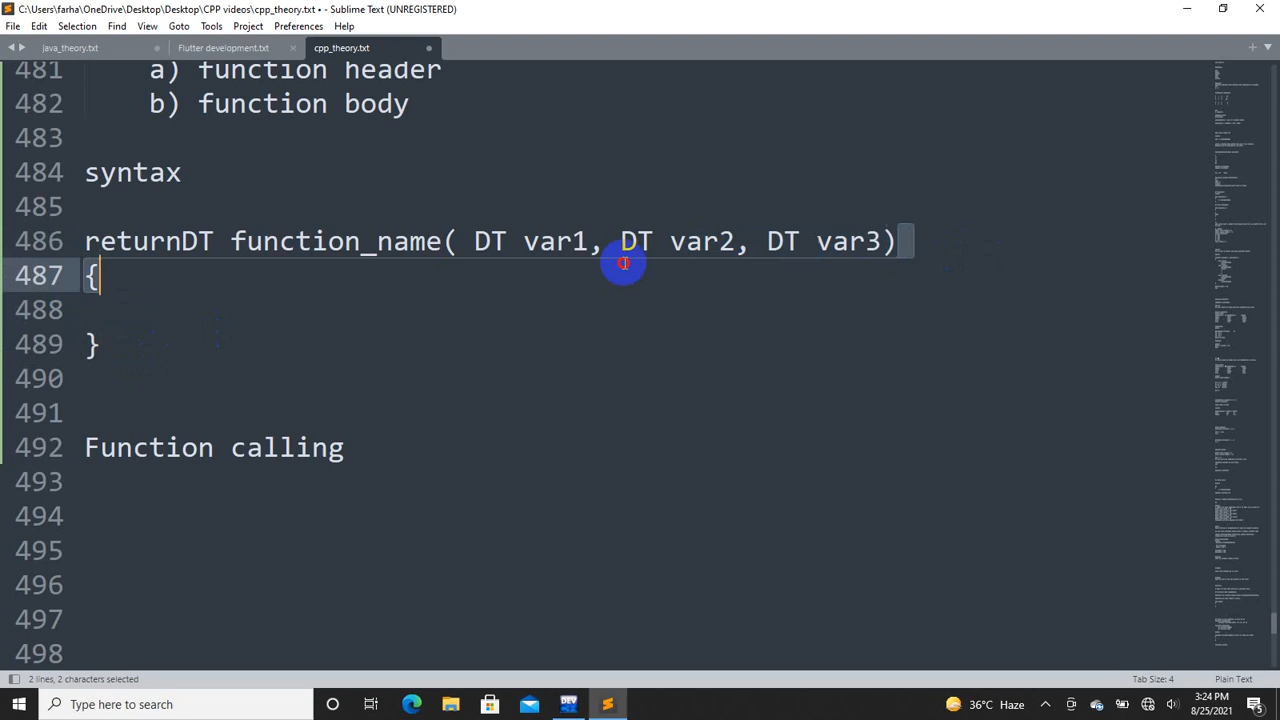 C:\Users\farha\OneDrive\Desktop\Desktop\CPP videos\cpp_theory.txt • - Sublime Text (UNREGISTERED)
File Edit Selection Find View Goto Tools Project Preferences Help
java_theory.txt Flutter development.txt cpp_theory.txt
481 a) function header
482 b) function body
483
484 syntax
485
486 returnDT function_name( DT var1, DT var2, DT var3)
487 {
488
489 }
490
491
492 Function calling
493
494
495
496
497
498
2 lines, 2 characters selected Tab Size: 4 Plain Text
Type here to search DEV 36°C Haze 3:24 PM
8/25/2021